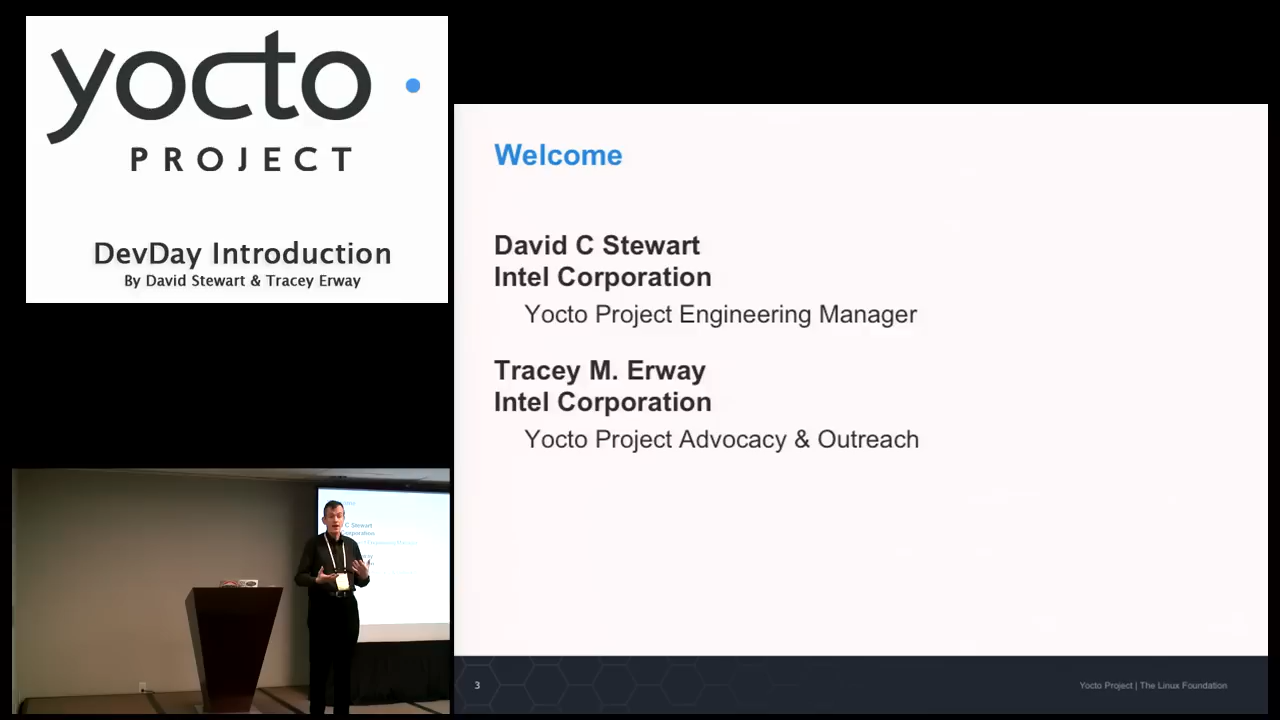 yocto
PROJECT
DevDay Introduction
By David Stewart & Tracey Erway
Welcome
David C Stewart
Intel Corporation
Yocto Project Engineering Manager
Tracey M. Erway
Intel Corporation
Yocto Project Advocacy & Outreach
3
Yocto Project | The Linux Foundation
C Stewart